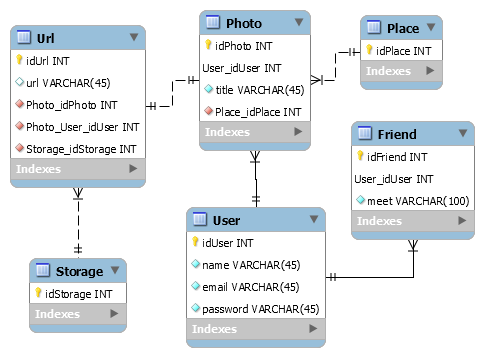 Url
idUrl INT
url VARCHAR(45)
Photo_idPhoto INT
Photo_User_idUser INT
Storage_idStorage INT
Indexes
Photo
idPhoto INT
User_idUser INT
title VARCHAR(45)
Place_idPlace INT
Indexes
Place
idPlace INT
Indexes
Friend
idFriend INT
User_idUser INT
meet VARCHAR(100)
Indexes
User
idUser INT
name VARCHAR(45)
email VARCHAR(45)
password VARCHAR(45)
Indexes
Storage
idStorage INT
Indexes